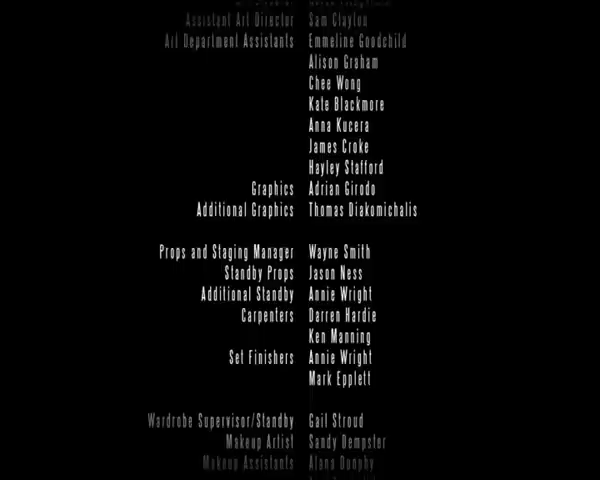 Assistant Art Director Sam Clayton
Art Department Assistants Emmeline Goodchild
Alison Graham
Chee Wong
Kate Blackmore
Anna Kucera
James Croke
Hayley Stafford
Graphics Adrian Girodo
Additional Graphics Thomas Diakomichalis
Props and Staging Manager Wayne Smith
Standby Props Jason Ness
Additional Standby Annie Wright
Carpenters Darren Hardie
Ken Manning
Set Finishers Annie Wright
Mark Epplett
Wardrobe Supervisor/Standby Gail Stroud
Makeup Artist Sandy Dempster
Makeup Assistants Alana Dunphy